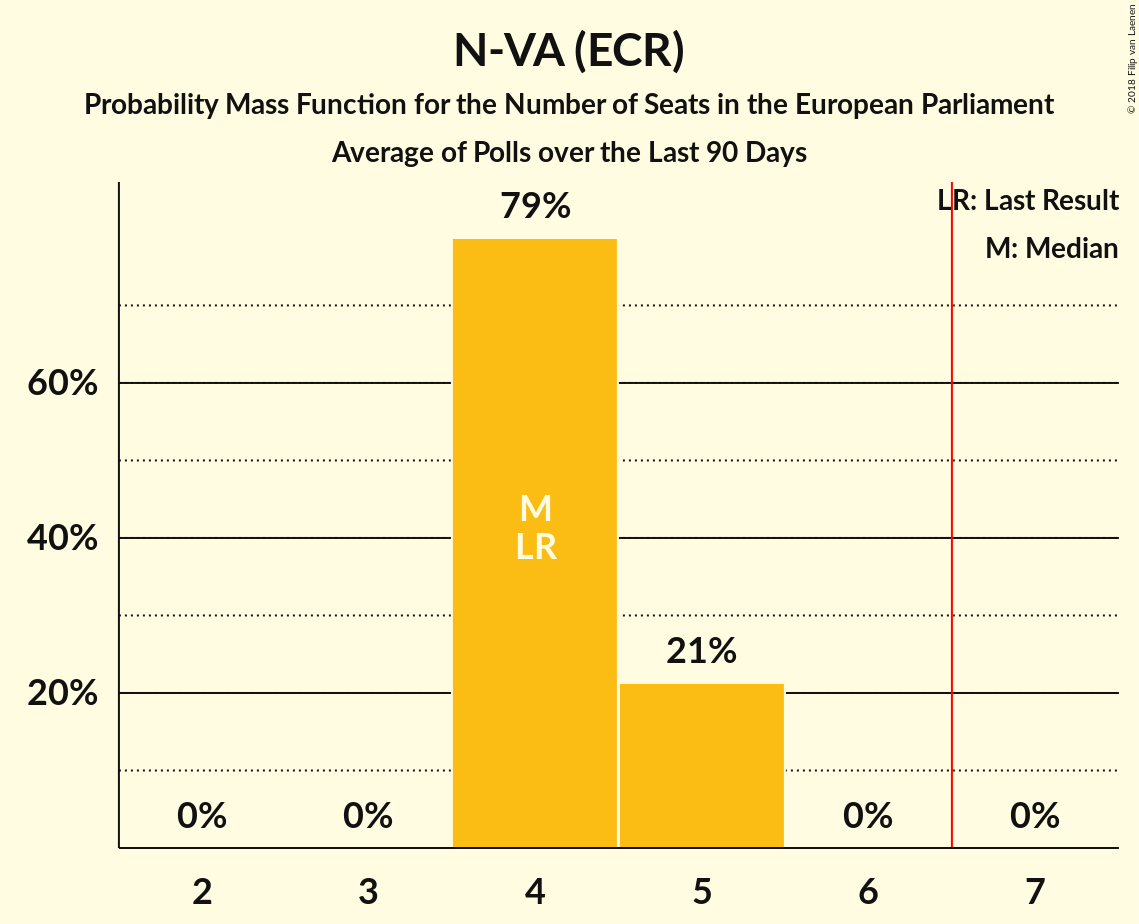 N-VA (ECR)
Probability Mass Function for the Number of Seats in the European Parliament
Average of Polls over the Last 90 Days
© 2018 Filip van Laenen
LR: Last Result
M: Median
79%
60%
M
40%
LR
21%
20%
0%
0%
0%
0%
2
3
4
5
6
7